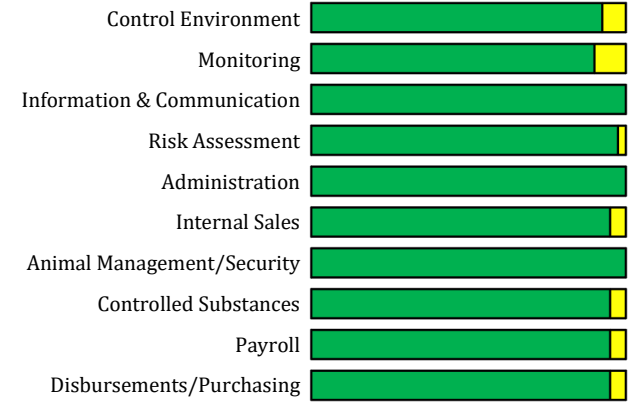 Control Environment
Monitoring
Information & Communication
Risk Assessment
Administration
Internal Sales
Animal Management/Security
Controlled Substances
Payroll
Disbursements/Purchasing